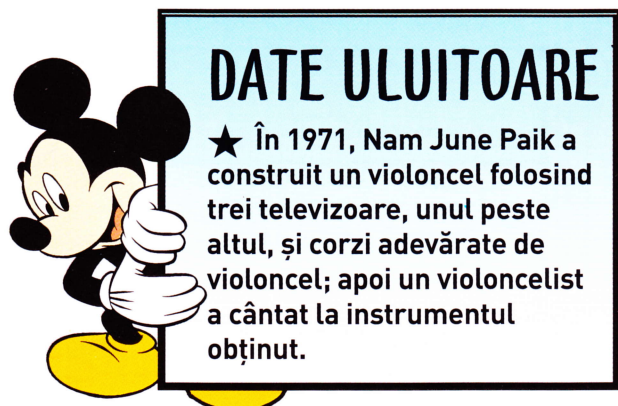 DATE ULUITOARE
★ În 1971, Nam June Paik a
construit un violoncel folosind
trei televizoare, unul peste
altul, și corzi adevărate de
violoncel; apoi un violoncelist
a cântat la instrumentul
obținut.